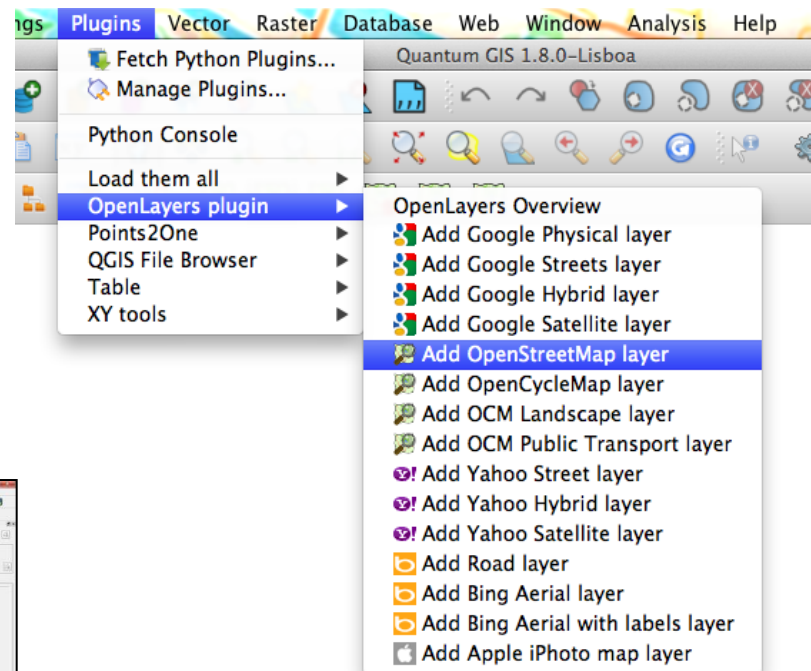 ngs Plugins Vector Raster Database Web Window Analysis Help
Quantum GIS 1.8.0-Lisboa
Fetch Python Plugins...
Manage Plugins...
Python Console
Load them all
OpenLayers plugin
Points2One
QGIS File Browser
Table
XY tools
OpenLayers Overview
Add Google Physical layer
Add Google Streets layer
Add Google Hybrid layer
Add Google Satellite layer
Add OpenStreetMap layer
Add OpenCycleMap layer
Add OCM Landscape layer
Add OCM Public Transport layer
Y! Add Yahoo Street layer
Y! Add Yahoo Hybrid layer
Y! Add Yahoo Satellite layer
Add Road layer
Add Bing Aerial layer
Add Bing Aerial with labels layer
Add Apple iPhoto map layer